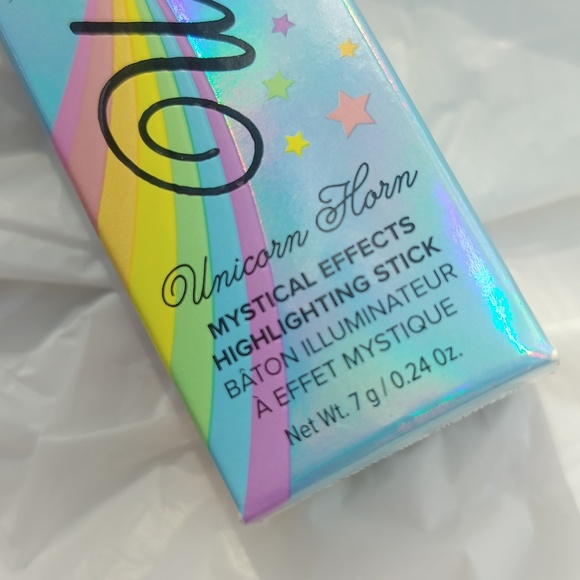 Unicorn Horn
MYSTICAL EFFECTS
HIGHLIGHTING STICK
BÂTON ILLUMINATEUR
À EFFET MYSTIQUE
Net Wt. 7 g / 0.24 Oz.